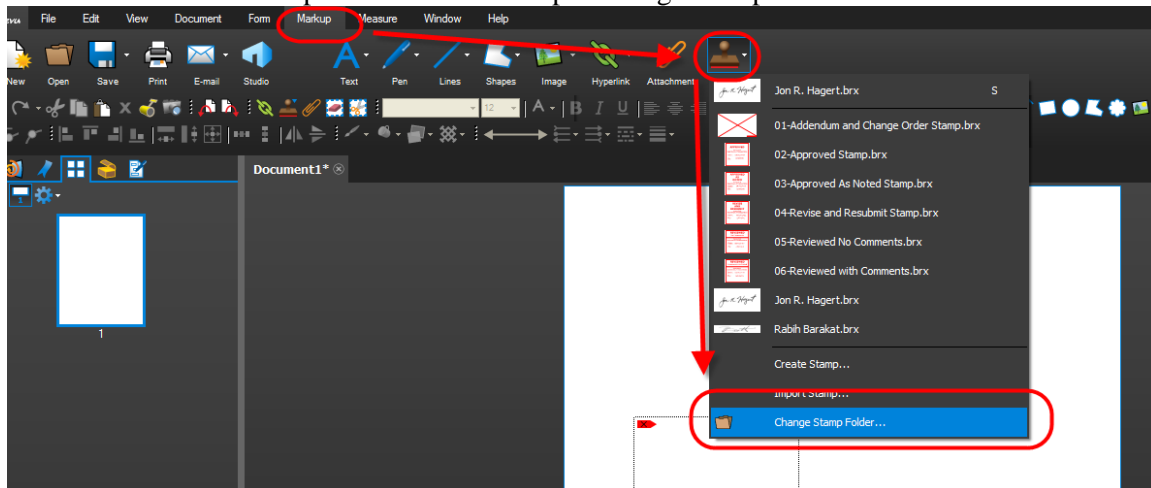 File Edit View Document Form Markup Measure Window Help
New Open Save Print E-mail Studio Text Pen Lines Shapes Image Hyperlink Attachment
12 A B I U
Document1*
1
Jon R. Hagert.brx S
01-Addendum and Change Order Stamp.brx
02-Approved Stamp.brx
03-Approved As Noted Stamp.brx
04-Revise and Resubmit Stamp.brx
05-Reviewed No Comments.brx
06-Reviewed with Comments.brx
Jon R. Hagert.brx
Rabih Barakat.brx
Create Stamp...
Import Stamp...
Change Stamp Folder...